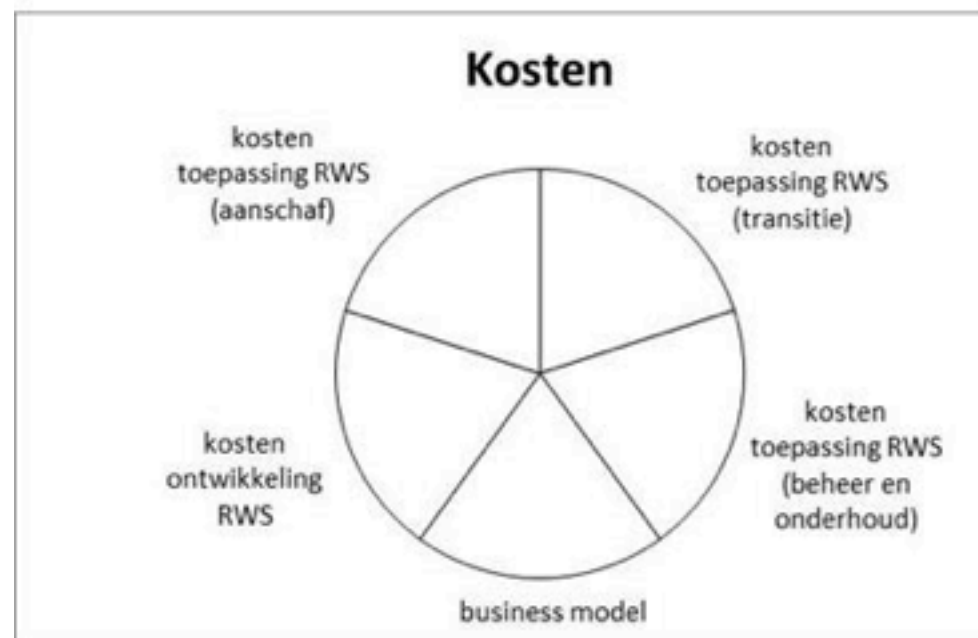 Kosten
kosten
toepassing RWS
(aanschaf)
kosten
toepassing RWS
(transitie)
kosten
toepassing RWS
(beheer en
onderhoud)
business model
kosten
ontwikkeling
RWS